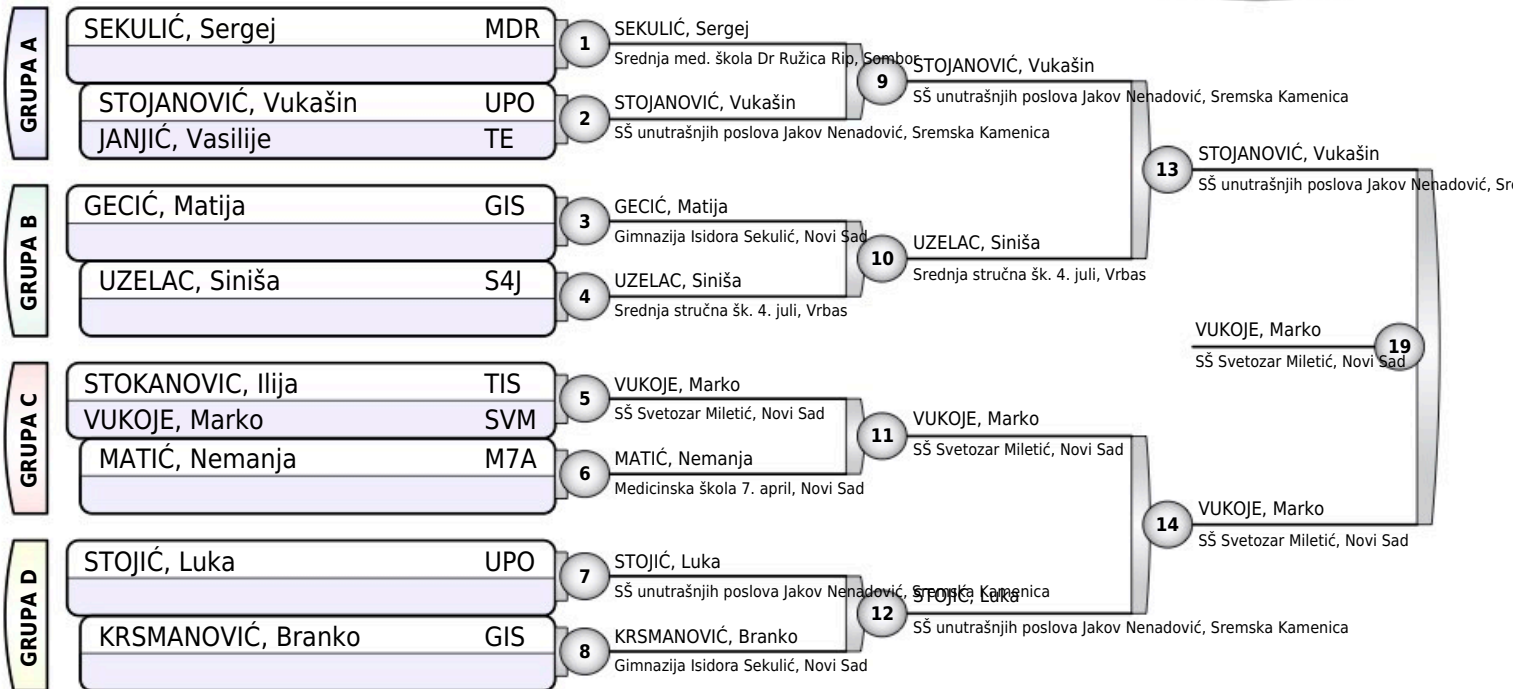 GRUPA A
SEKULIĆ, Sergej MDR
STOJANOVIĆ, Vukašin UPO
JANJIĆ, Vasilije TE
GRUPA B
GECIĆ, Matija GIS
UZELAC, Siniša S4J
GRUPA C
STOKANOVIC, Ilija TIS
VUKOJE, Marko SVM
MATIĆ, Nemanja M7A
GRUPA D
STOJIĆ, Luka UPO
KRSMANOVIĆ, Branko GIS
1
SEKULIĆ, Sergej
Srednja med. škola Dr Ružica Rip, Sombor
2
STOJANOVIĆ, Vukašin
SŠ unutrašnjih poslova Jakov Nenadović, Sremska Kamenica
3
GECIĆ, Matija
Gimnazija Isidora Sekulić, Novi Sad
4
UZELAC, Siniša
Srednja stručna šk. 4. juli, Vrbas
5
VUKOJE, Marko
SŠ Svetozar Miletić, Novi Sad
6
MATIĆ, Nemanja
Medicinska škola 7. april, Novi Sad
7
STOJIĆ, Luka
SŠ unutrašnjih poslova Jakov Nenadović, Sremska Kamenica
8
KRSMANOVIĆ, Branko
Gimnazija Isidora Sekulić, Novi Sad
9
STOJANOVIĆ, Vukašin
SŠ unutrašnjih poslova Jakov Nenadović, Sremska Kamenica
10
UZELAC, Siniša
Srednja stručna šk. 4. juli, Vrbas
11
VUKOJE, Marko
SŠ Svetozar Miletić, Novi Sad
12
STOJIĆ, Luka
SŠ unutrašnjih poslova Jakov Nenadović, Sremska Kamenica
13
STOJANOVIĆ, Vukašin
SŠ unutrašnjih poslova Jakov Nenadović,
14
VUKOJE, Marko
SŠ Svetozar Miletić, Novi Sad
VUKOJE, Marko
19
SŠ Svetozar Miletić, Novi Sad